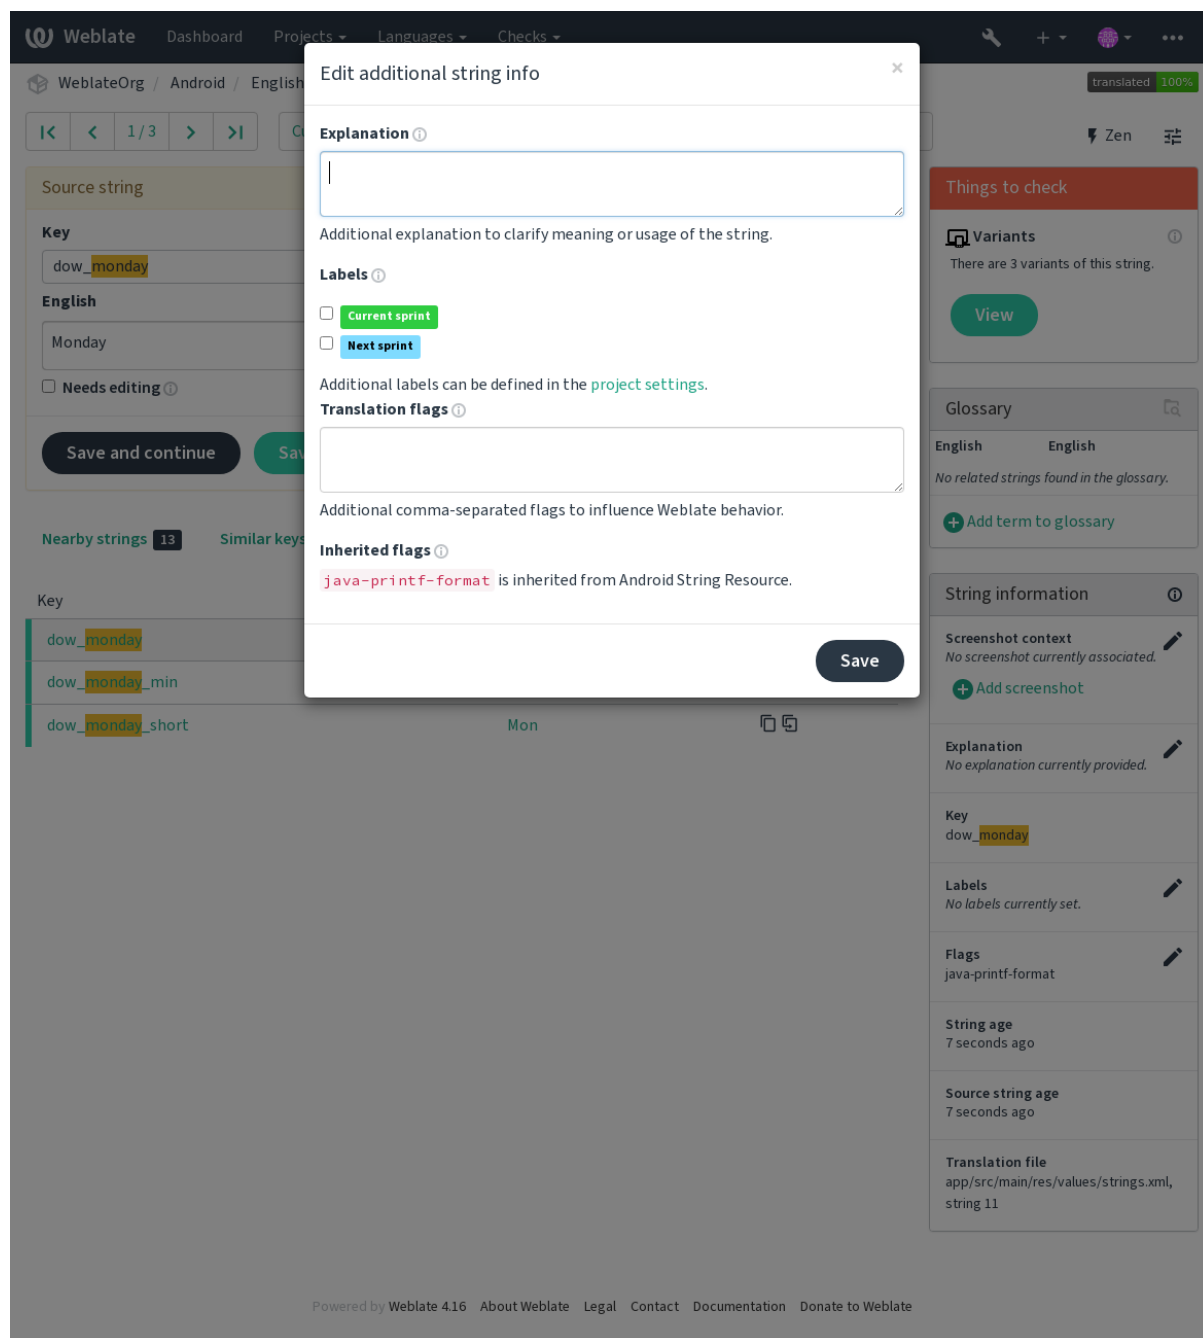 Weblate Dashboard Projects Languages Checks
WeblateOrg / Android / English
translated 100%
1 / 3
Zen
Edit additional string info
×
Explanation
Additional explanation to clarify meaning or usage of the string.
Labels
Current sprint
Next sprint
Additional labels can be defined in the project settings.
Translation flags
Additional comma-separated flags to influence Weblate behavior.
Inherited flags
java-printf-format is inherited from Android String Resource.
Save
Source string
Key
dow_monday
English
Monday
Needs editing
Save and continue
Nearby strings 13 Similar keys
Key
dow_monday
dow_monday_min
dow_monday_short Mon
Things to check
Variants
There are 3 variants of this string.
View
Glossary
English English
No related strings found in the glossary.
Add term to glossary
String information
Screenshot context
No screenshot currently associated.
Add screenshot
Explanation
No explanation currently provided.
Key
dow_monday
Labels
No labels currently set.
Flags
java-printf-format
String age
7 seconds ago
Source string age
7 seconds ago
Translation file
app/src/main/res/values/strings.xml,
string 11
Powered by Weblate 4.16 About Weblate Legal Contact Documentation Donate to Weblate